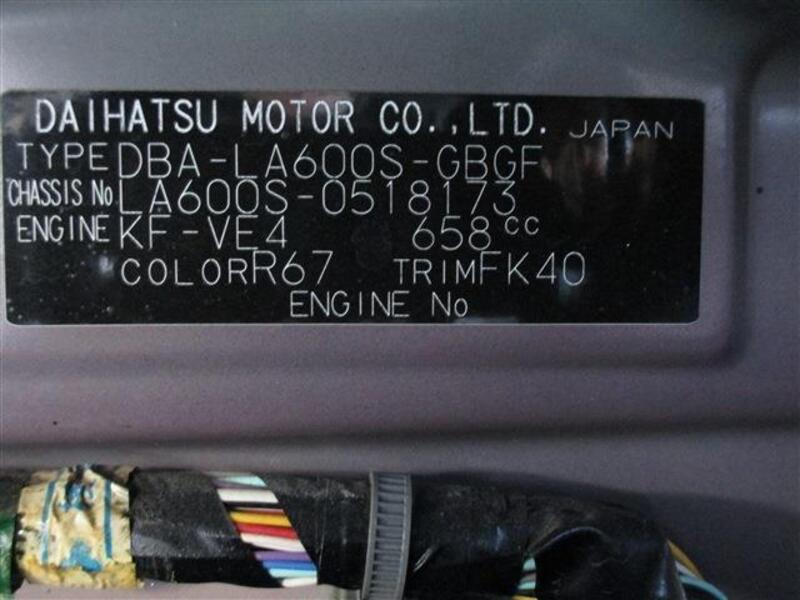 DAIHATSU MOTOR CO.,LTD. JAPAN
TYPE DBA-LA600S-GBGF
CHASSIS No LA600S-0518173
ENGINE KF-VE4 658cc
COLOR R67 TRIM FK40
ENGINE No